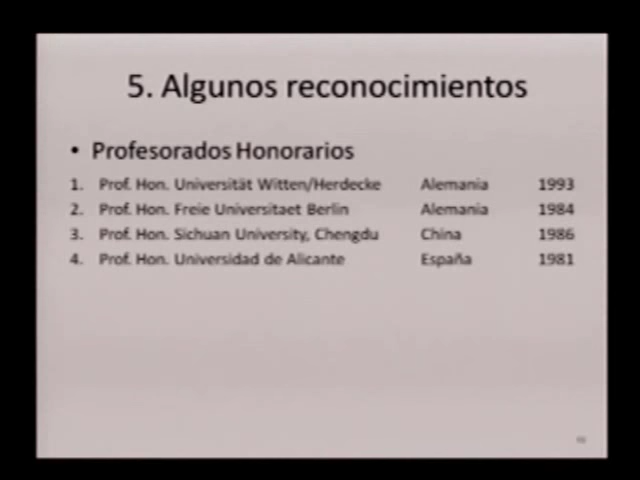 5. Algunos reconocimientos
• Profesorados Honorarios
1. Prof. Hon. Universität Witten/Herdecke Alemania 1993
2. Prof. Hon. Freie Universitaet Berlin Alemania 1984
3. Prof. Hon. Sichuan University, Chengdu China 1986
4. Prof. Hon. Universidad de Alicante España 1981